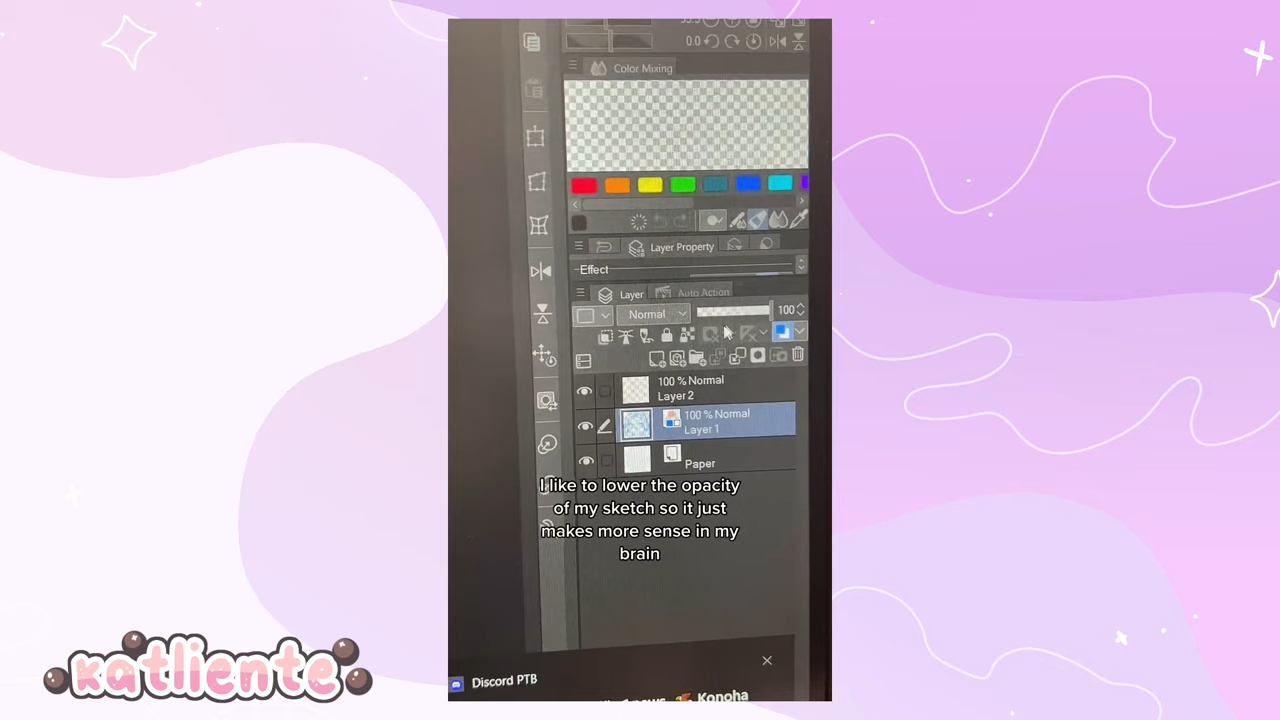 0.0
Color Mixing
Layer Property
Effect
Layer
Auto Action
Normal
100
100 % Normal
Layer 2
100 % Normal
Layer 1
Paper
I like to lower the opacity
of my sketch so it just
makes more sense in my
brain
Discord PTB
Konoha
katliente